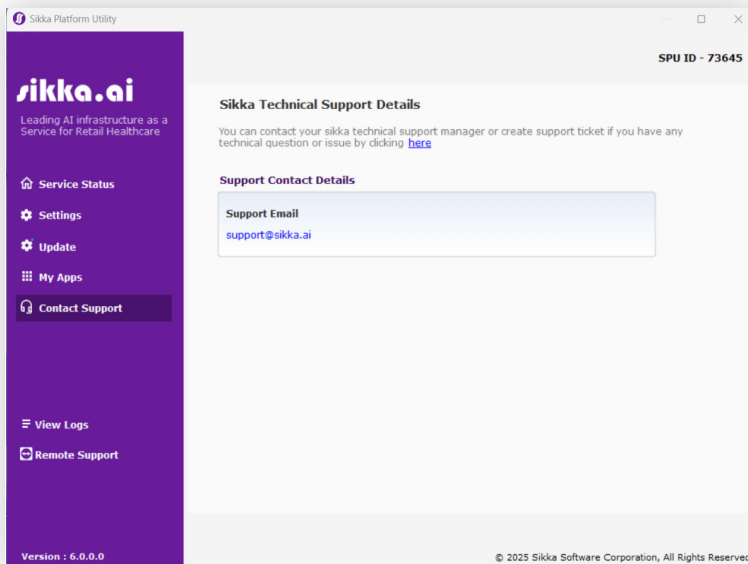 Sikka Platform Utility
SPU ID - 73645
sikka.ai
Leading AI infrastructure as a
Service for Retail Healthcare
Service Status
Settings
Update
My Apps
Contact Support
View Logs
Remote Support
Version : 6.0.0.0
Sikka Technical Support Details
You can contact your sikka technical support manager or create support ticket if you have any
technical question or issue by clicking here
Support Contact Details
Support Email
support@sikka.ai
© 2025 Sikka Software Corporation, All Rights Reserved